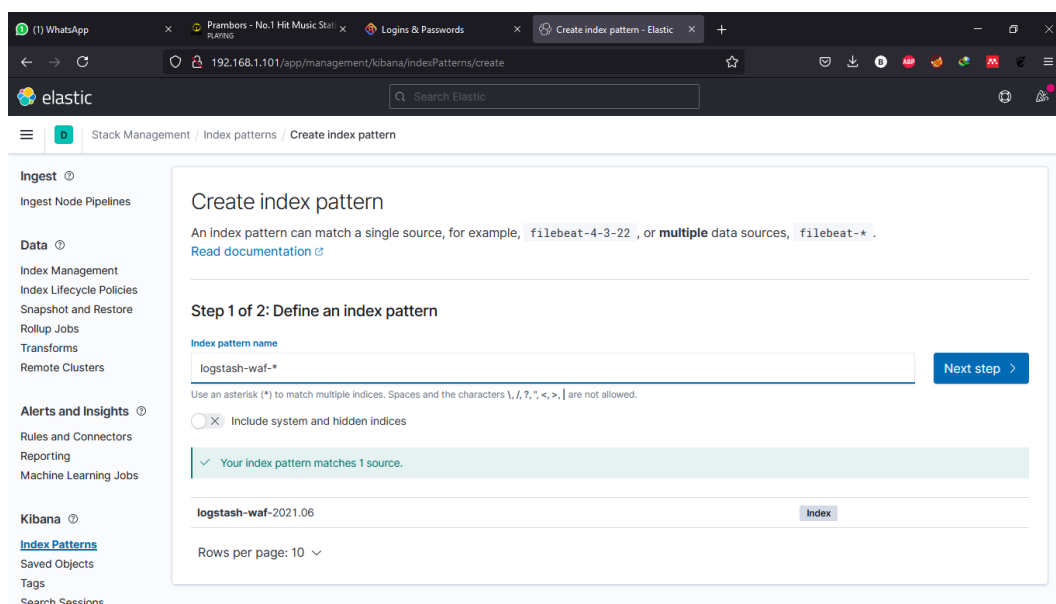 (1) WhatsApp
Prambors - No.1 Hit Music Stati
PLAYING
Logins & Passwords
Create index pattern - Elastic
192.168.1.101/app/management/kibana/indexPatterns/create
elastic
Search Elastic
D
Stack Management / Index patterns / Create index pattern
Ingest
Ingest Node Pipelines
Data
Index Management
Index Lifecycle Policies
Snapshot and Restore
Rollup Jobs
Transforms
Remote Clusters
Alerts and Insights
Rules and Connectors
Reporting
Machine Learning Jobs
Kibana
Index Patterns
Saved Objects
Tags
Search Sessions
Create index pattern
An index pattern can match a single source, for example, filebeat-4-3-22 , or multiple data sources, filebeat-* .
Read documentation
Step 1 of 2: Define an index pattern
Index pattern name
logstash-waf-*
Next step
Use an asterisk (*) to match multiple indices. Spaces and the characters \, /, ?, ", <, >, | are not allowed.
Include system and hidden indices
Your index pattern matches 1 source.
logstash-waf-2021.06 Index
Rows per page: 10